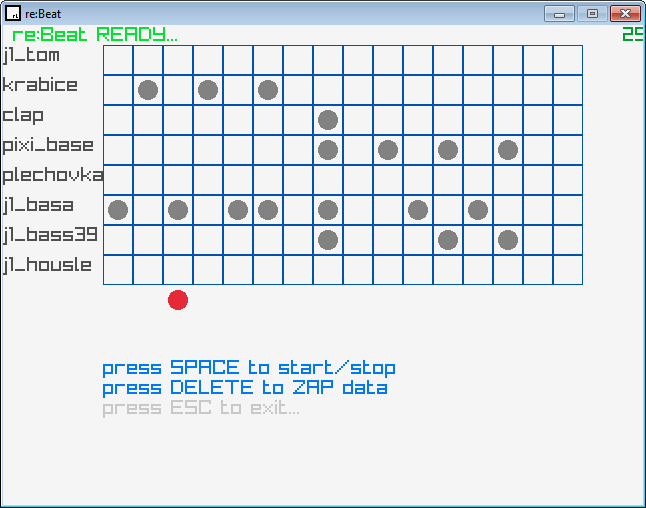 re:Beat
re:Beat READY...
j1_tom
krabice
clap
pixi_base
plechovka
j1_basa
j1_bass39
j1_housle
press SPACE to start/stop
press DELETE to ZAP data
press ESC to exit...